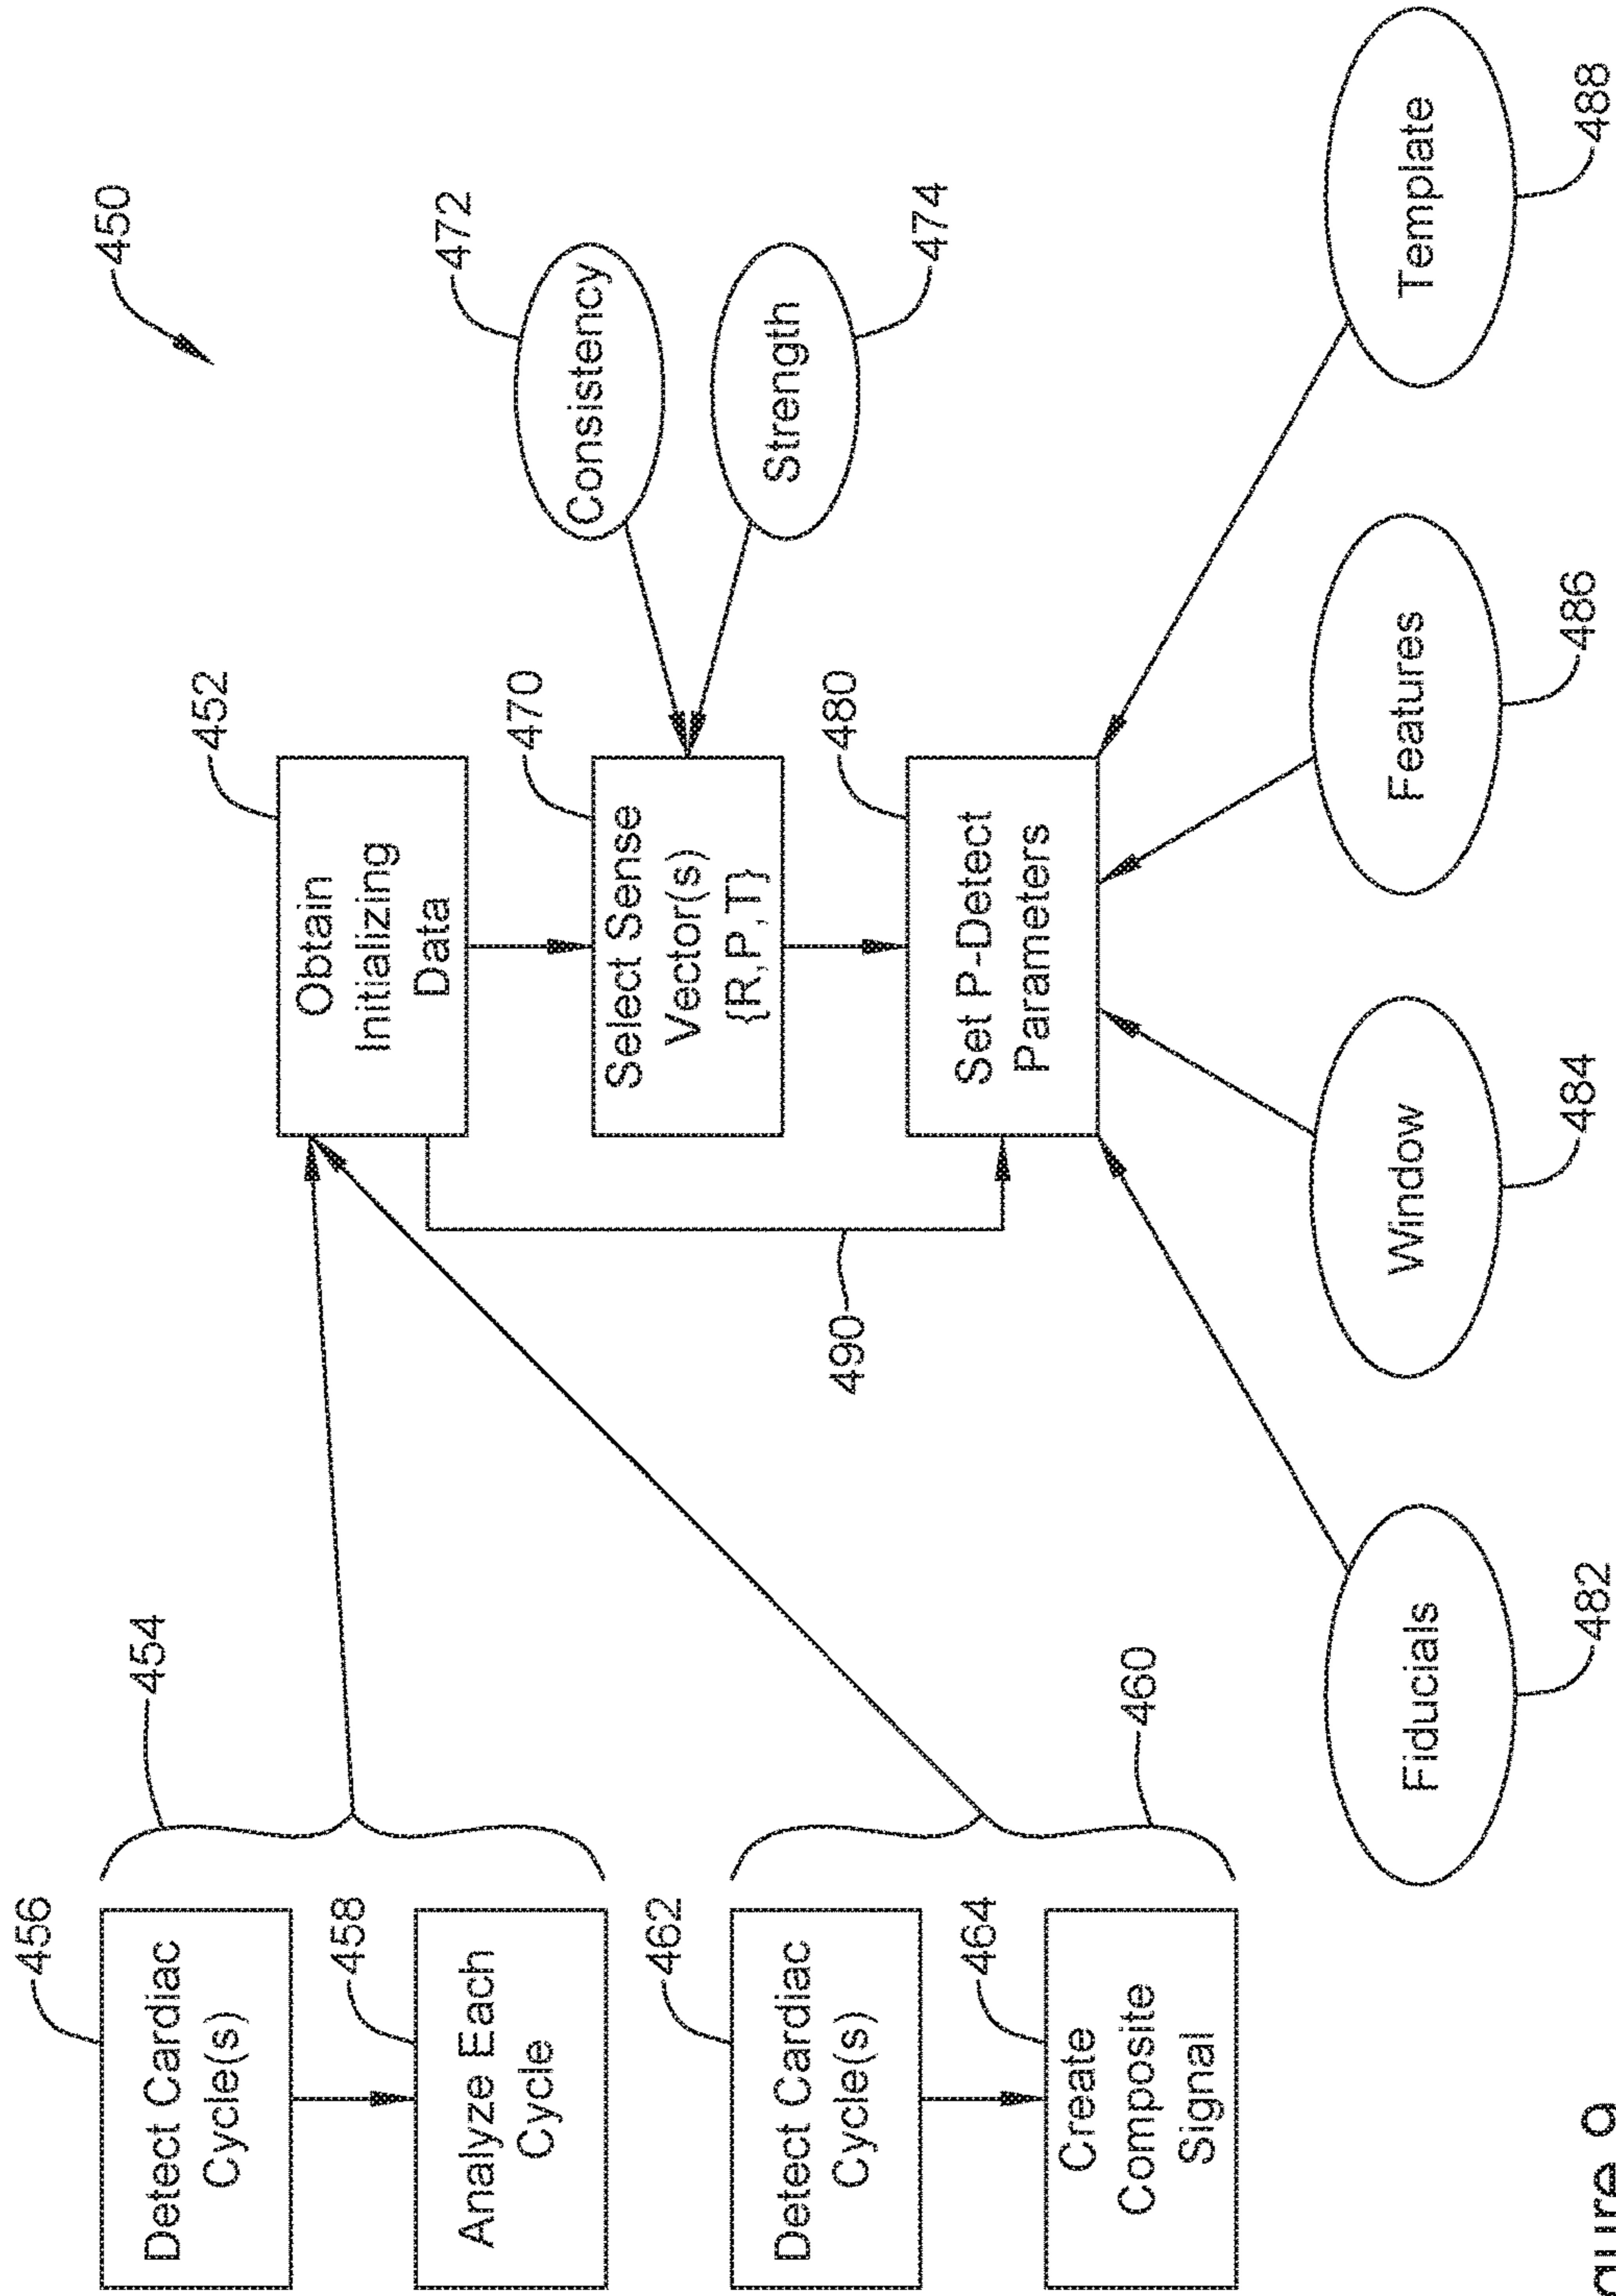 450
456
Detect Cardiac
Cycle(s)
458
Analyze Each
Cycle
454
462
Detect Cardiac
Cycle(s)
464
Create
Composite
Signal
460
452
Obtain
Initializing
Data
470
Select Sense
Vector(s)
{R,P,T}
472
Consistency
Strength
474
480
Set P-Detect
Parameters
490
Fiducials
482
Window
484
Features
486
Template
488